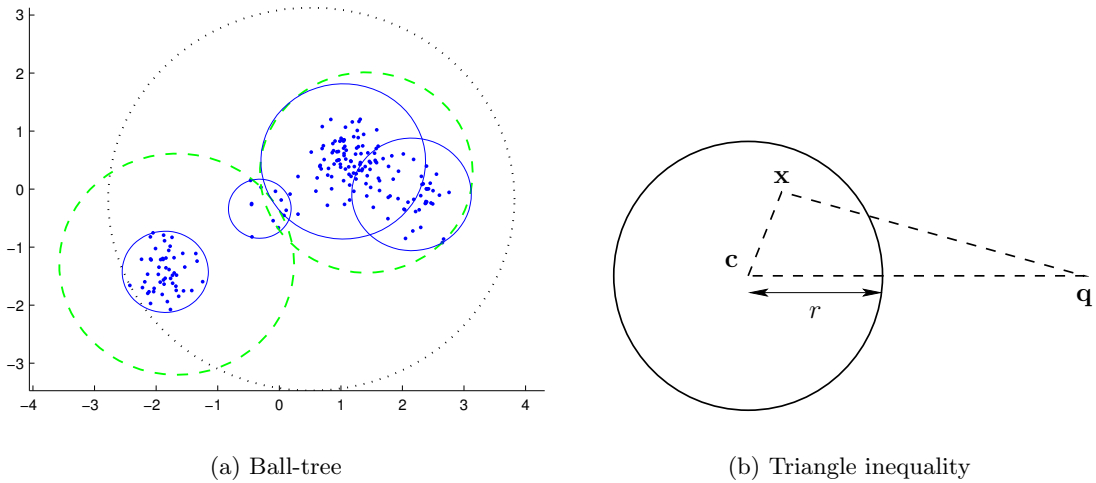 3
2
1
0
−1
−2
−3
−4 −3 −2 −1 0 1 2 3 4
x
c
q
r
(a) Ball-tree
(b) Triangle inequality